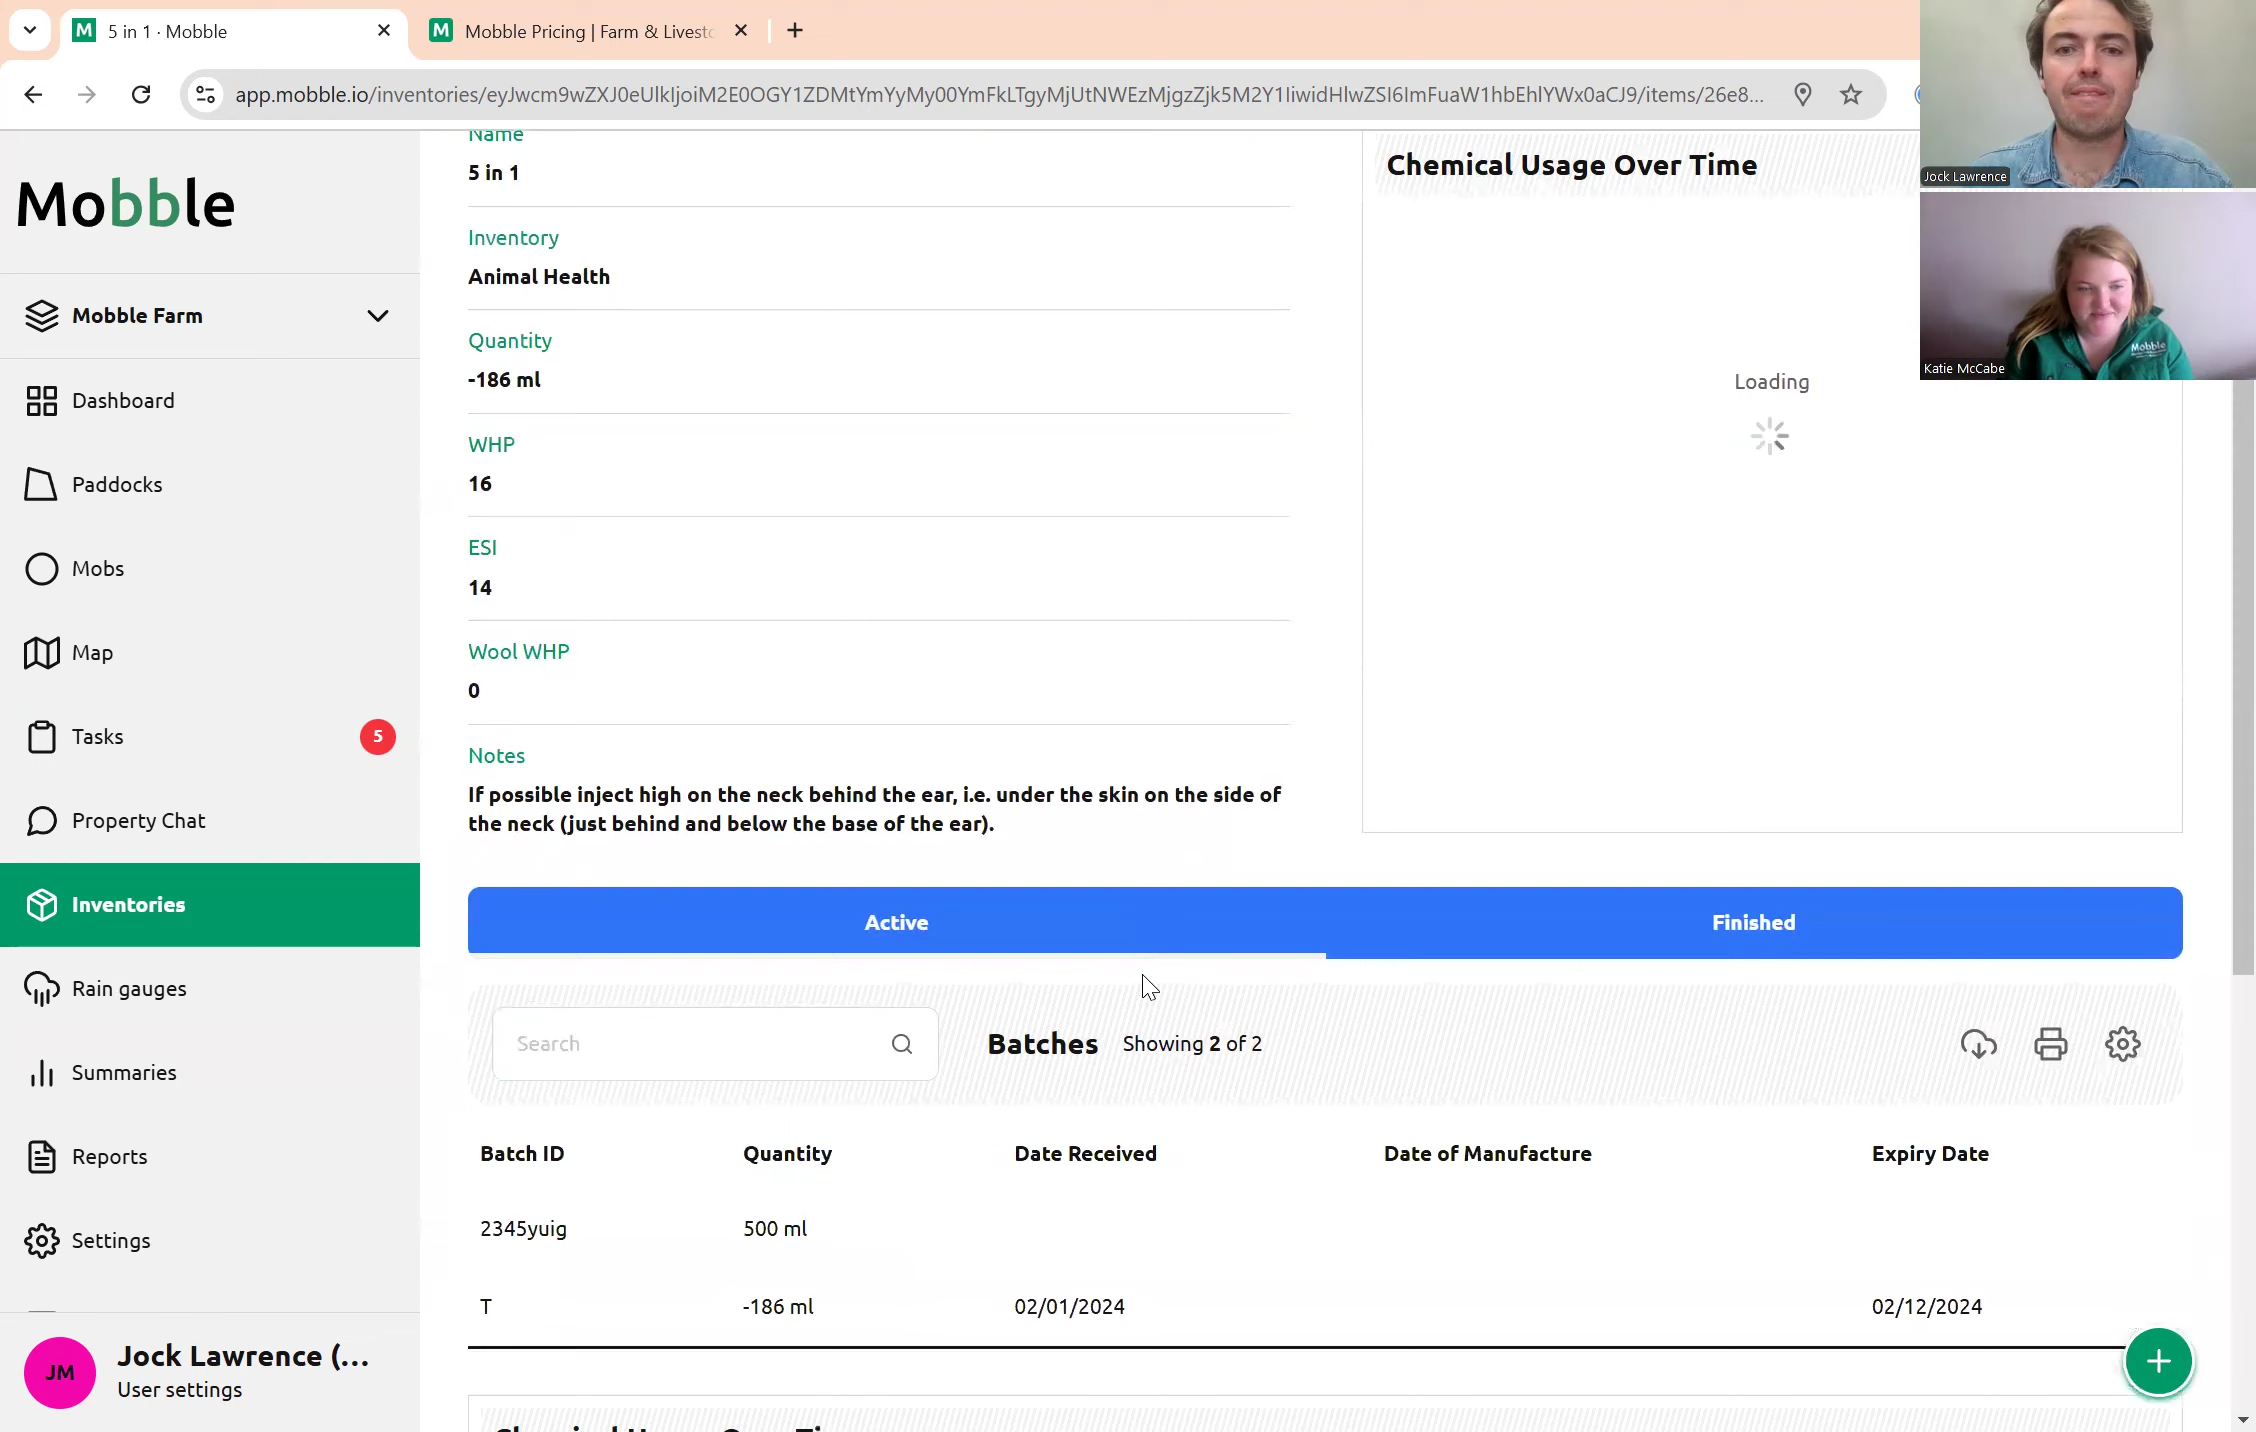 5 in 1 · Mobble
Mobble Pricing | Farm & Livesto
app.mobble.io/inventories/eyJwcm9wZXJ0eUlkIjoiM2E0OGY1ZDMtYmYyMy00YmFkLTgyMjUtNWEzMjgzZjk5M2Y1IiwidHlwZSI6ImFuaW1hbEhlYWx0aCJ9/items/26e8...
Mobble
Mobble Farm
Dashboard
Paddocks
Mobs
Map
Tasks
5
Property Chat
Inventories
Rain gauges
Summaries
Reports
Settings
JM
Jock Lawrence (...
User settings
Name
5 in 1
Inventory
Animal Health
Quantity
-186 ml
WHP
16
ESI
14
Wool WHP
0
Notes
If possible inject high on the neck behind the ear, i.e. under the skin on the side of
the neck (just behind and below the base of the ear).
Chemical Usage Over Time
Loading
Jock Lawrence
Mobble
Katie McCabe
Active
Finished
Search
Batches Showing 2 of 2
Batch ID Quantity Date Received Date of Manufacture Expiry Date
2345yuig 500 ml
T -186 ml 02/01/2024 02/12/2024